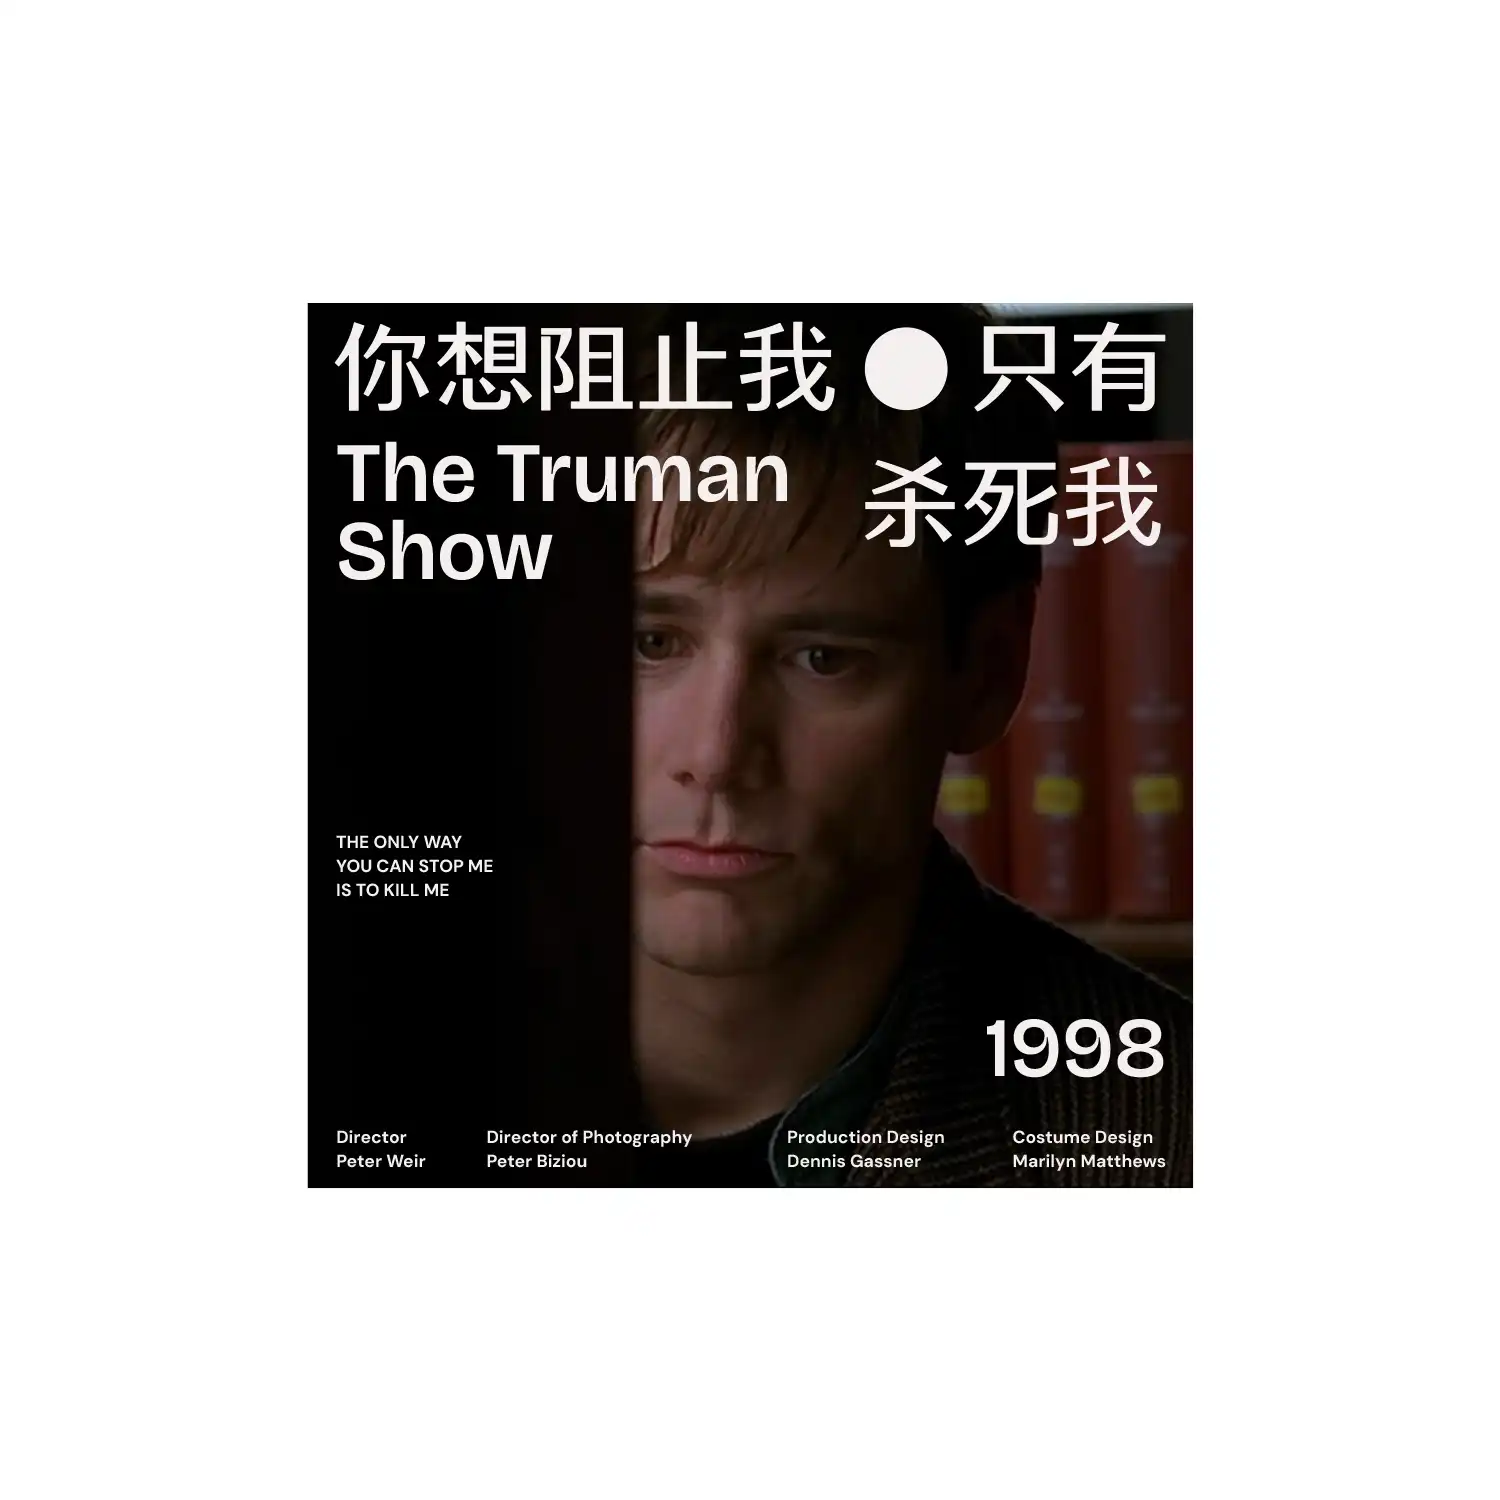 你想阻止我●只有
杀死我
The Truman
Show
THE ONLY WAY
YOU CAN STOP ME
IS TO KILL ME
1998
Director
Peter Weir
Director of Photography
Peter Biziou
Production Design
Dennis Gassner
Costume Design
Marilyn Matthews